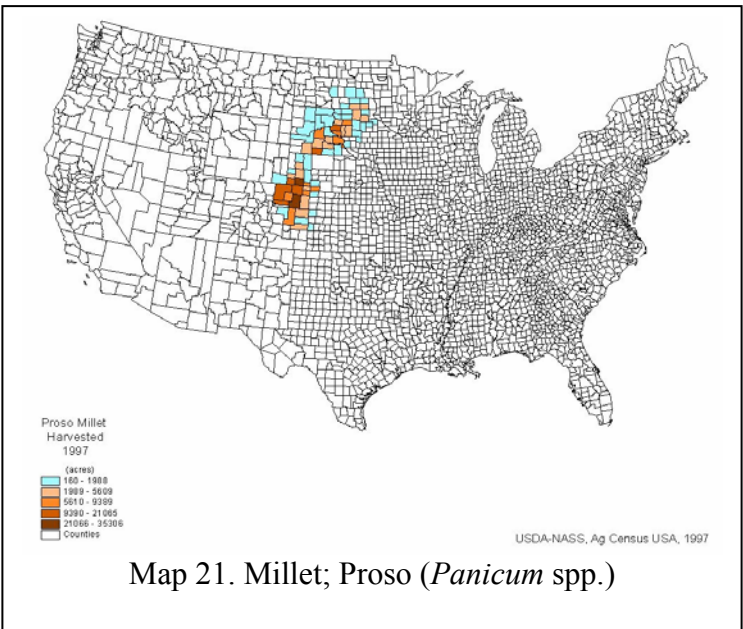 Proso Millet
Harvested
1997
(acres)
160 - 1988
1989 - 5609
5610 - 9389
9390 - 21065
21066 - 35306
Counties
USDA-NASS, Ag Census USA, 1997
Map 21. Millet; Proso (Panicum spp.)